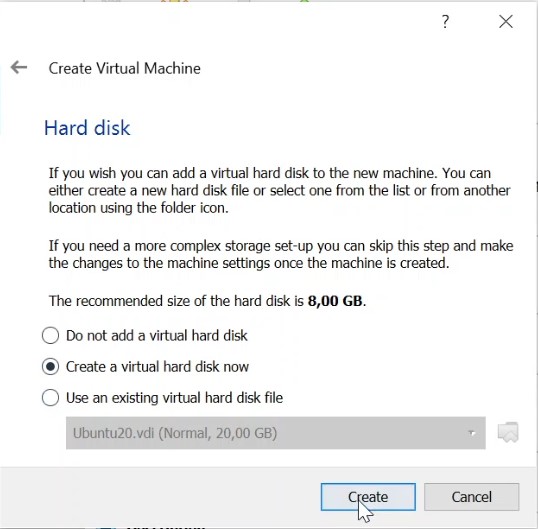 ?
Create Virtual Machine
Hard disk
If you wish you can add a virtual hard disk to the new machine. You can
either create a new hard disk file or select one from the list or from another
location using the folder icon.
If you need a more complex storage set-up you can skip this step and make
the changes to the machine settings once the machine is created.
The recommended size of the hard disk is 8,00 GB.
Do not add a virtual hard disk
Create a virtual hard disk now
Use an existing virtual hard disk file
Ubuntu20.vdi (Normal, 20,00 GB)
Create
Cancel